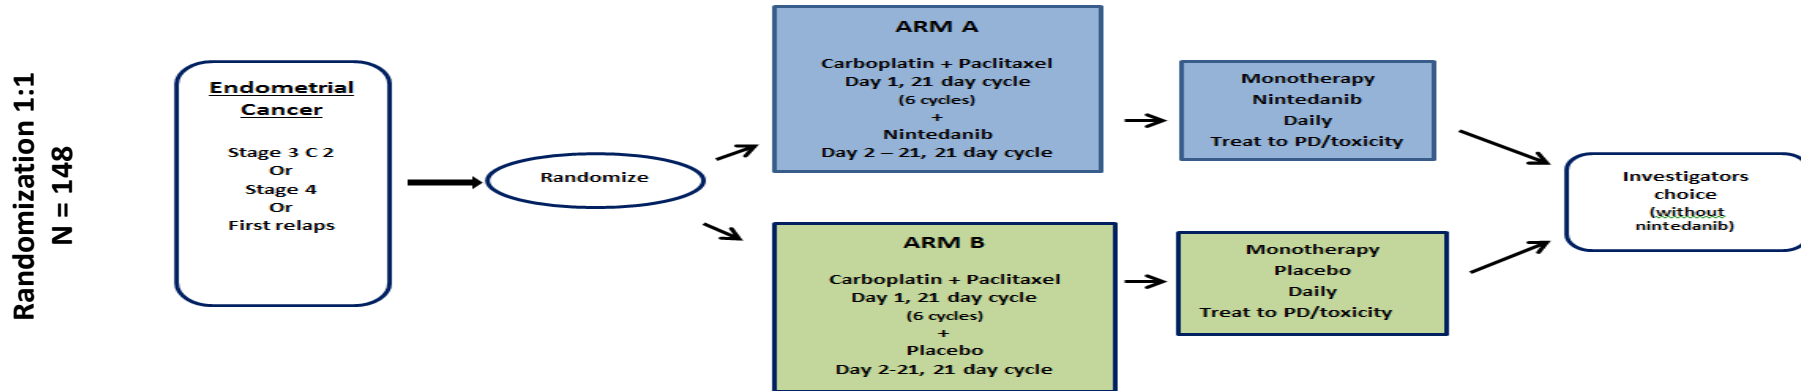 Randomization 1:1
N = 148
Endometrial
Cancer
Stage 3 C 2
Or
Stage 4
Or
First relaps
Randomize
ARM A
Carboplatin + Paclitaxel
Day 1, 21 day cycle
(6 cycles)
+
Nintedanib
Day 2 – 21, 21 day cycle
Monotherapy
Nintedanib
Daily
Treat to PD/toxicity
ARM B
Carboplatin + Paclitaxel
Day 1, 21 day cycle
(6 cycles)
+
Placebo
Day 2-21, 21 day cycle
Monotherapy
Placebo
Daily
Treat to PD/toxicity
Investigators
choice
(without
nintedanib)